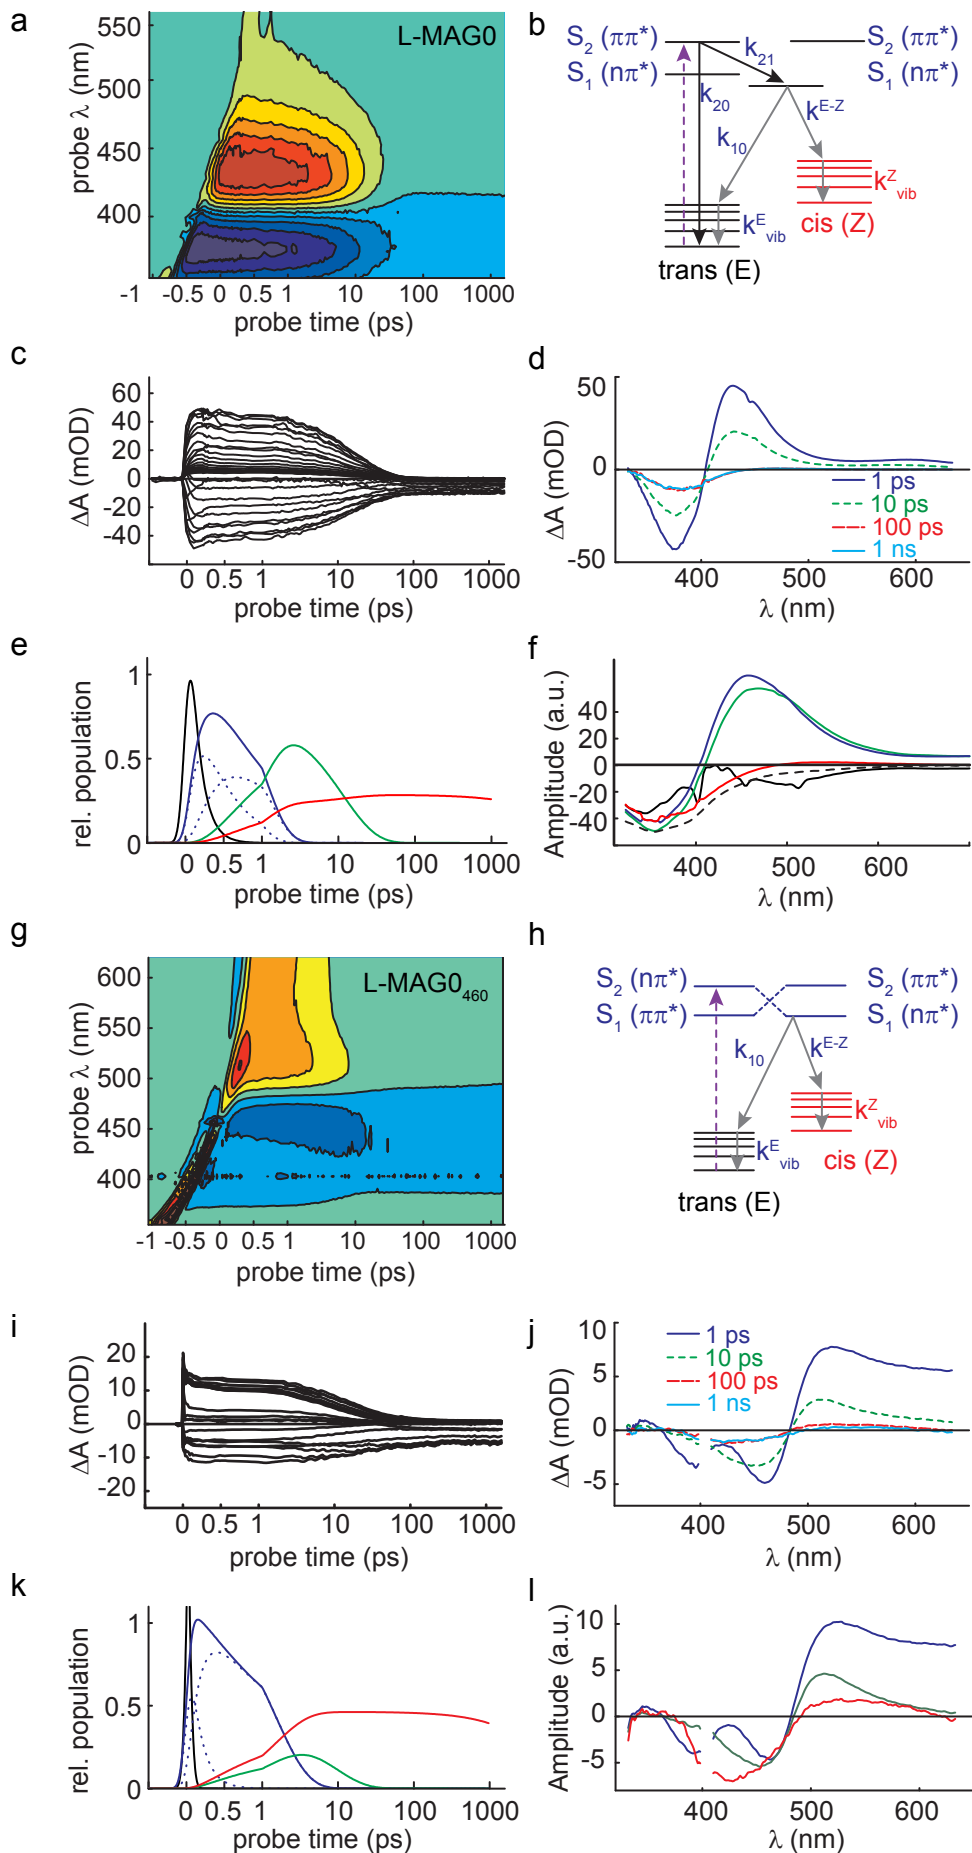 a
550
500
450
400
probe λ (nm)
L-MAG0
-1 -0.5 0 0.5 1 10 100 1000
probe time (ps)
b
S2 (ππ*)
S1 (nπ*)
S2 (ππ*)
S1 (nπ*)
k21
k20
k10
k^E-Z
k^E vib
k^Z vib
cis (Z)
trans (E)
c
60
40
20
0
-20
-40
ΔA (mOD)
0 0.5 1 10 100 1000
probe time (ps)
d
50
0
-50
ΔA (mOD)
1 ps
10 ps
100 ps
1 ns
400 500 600
λ (nm)
e
1
0.5
0
rel. population
0 0.5 1 10 100 1000
probe time (ps)
f
40
20
0
-20
-40
Amplitude (a.u.)
400 500 600
λ (nm)
g
600
550
500
450
400
probe λ (nm)
L-MAG0460
-1 -0.5 0 0.5 1 10 100 1000
probe time (ps)
h
S2 (nπ*)
S1 (ππ*)
S2 (ππ*)
S1 (nπ*)
k10
k^E-Z
k^E vib
k^Z vib
cis (Z)
trans (E)
i
20
10
0
-10
-20
ΔA (mOD)
0 0.5 1 10 100 1000
probe time (ps)
j
10
5
0
-5
ΔA (mOD)
1 ps
10 ps
100 ps
1 ns
400 500 600
λ (nm)
k
1
0.5
0
rel. population
0 0.5 1 10 100 1000
probe time (ps)
l
10
5
0
-5
Amplitude (a.u.)
400 500 600
λ (nm)